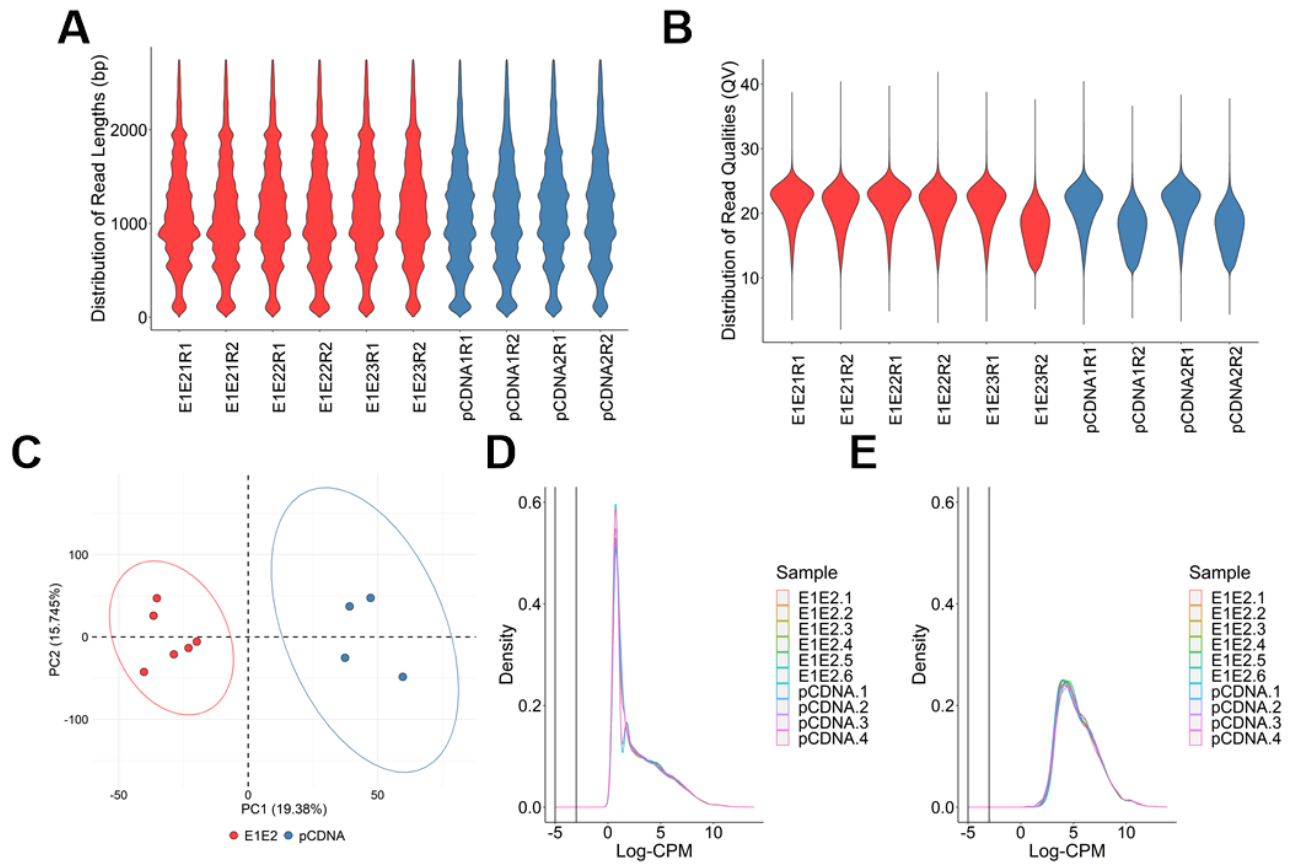 A
Distribution of Read Lengths (bp)
2000
1000
0
E1E21R1
E1E21R2
E1E22R1
E1E22R2
E1E23R1
E1E23R2
pCDNA1R1
pCDNA1R2
pCDNA2R1
pCDNA2R2
B
Distribution of Read Qualities (QV)
40
30
20
10
E1E21R1
E1E21R2
E1E22R1
E1E22R2
E1E23R1
E1E23R2
pCDNA1R1
pCDNA1R2
pCDNA2R1
pCDNA2R2
C
PC2 (15.745%)
100
0
-100
-50
0
50
PC1 (19.38%)
E1E2
pCDNA
D
Density
0.6
0.4
0.2
0.0
-5
0
5
10
Log-CPM
Sample
E1E2.1
E1E2.2
E1E2.3
E1E2.4
E1E2.5
E1E2.6
pCDNA.1
pCDNA.2
pCDNA.3
pCDNA.4
E
Density
0.6
0.4
0.2
0.0
-5
0
5
10
Log-CPM
Sample
E1E2.1
E1E2.2
E1E2.3
E1E2.4
E1E2.5
E1E2.6
pCDNA.1
pCDNA.2
pCDNA.3
pCDNA.4